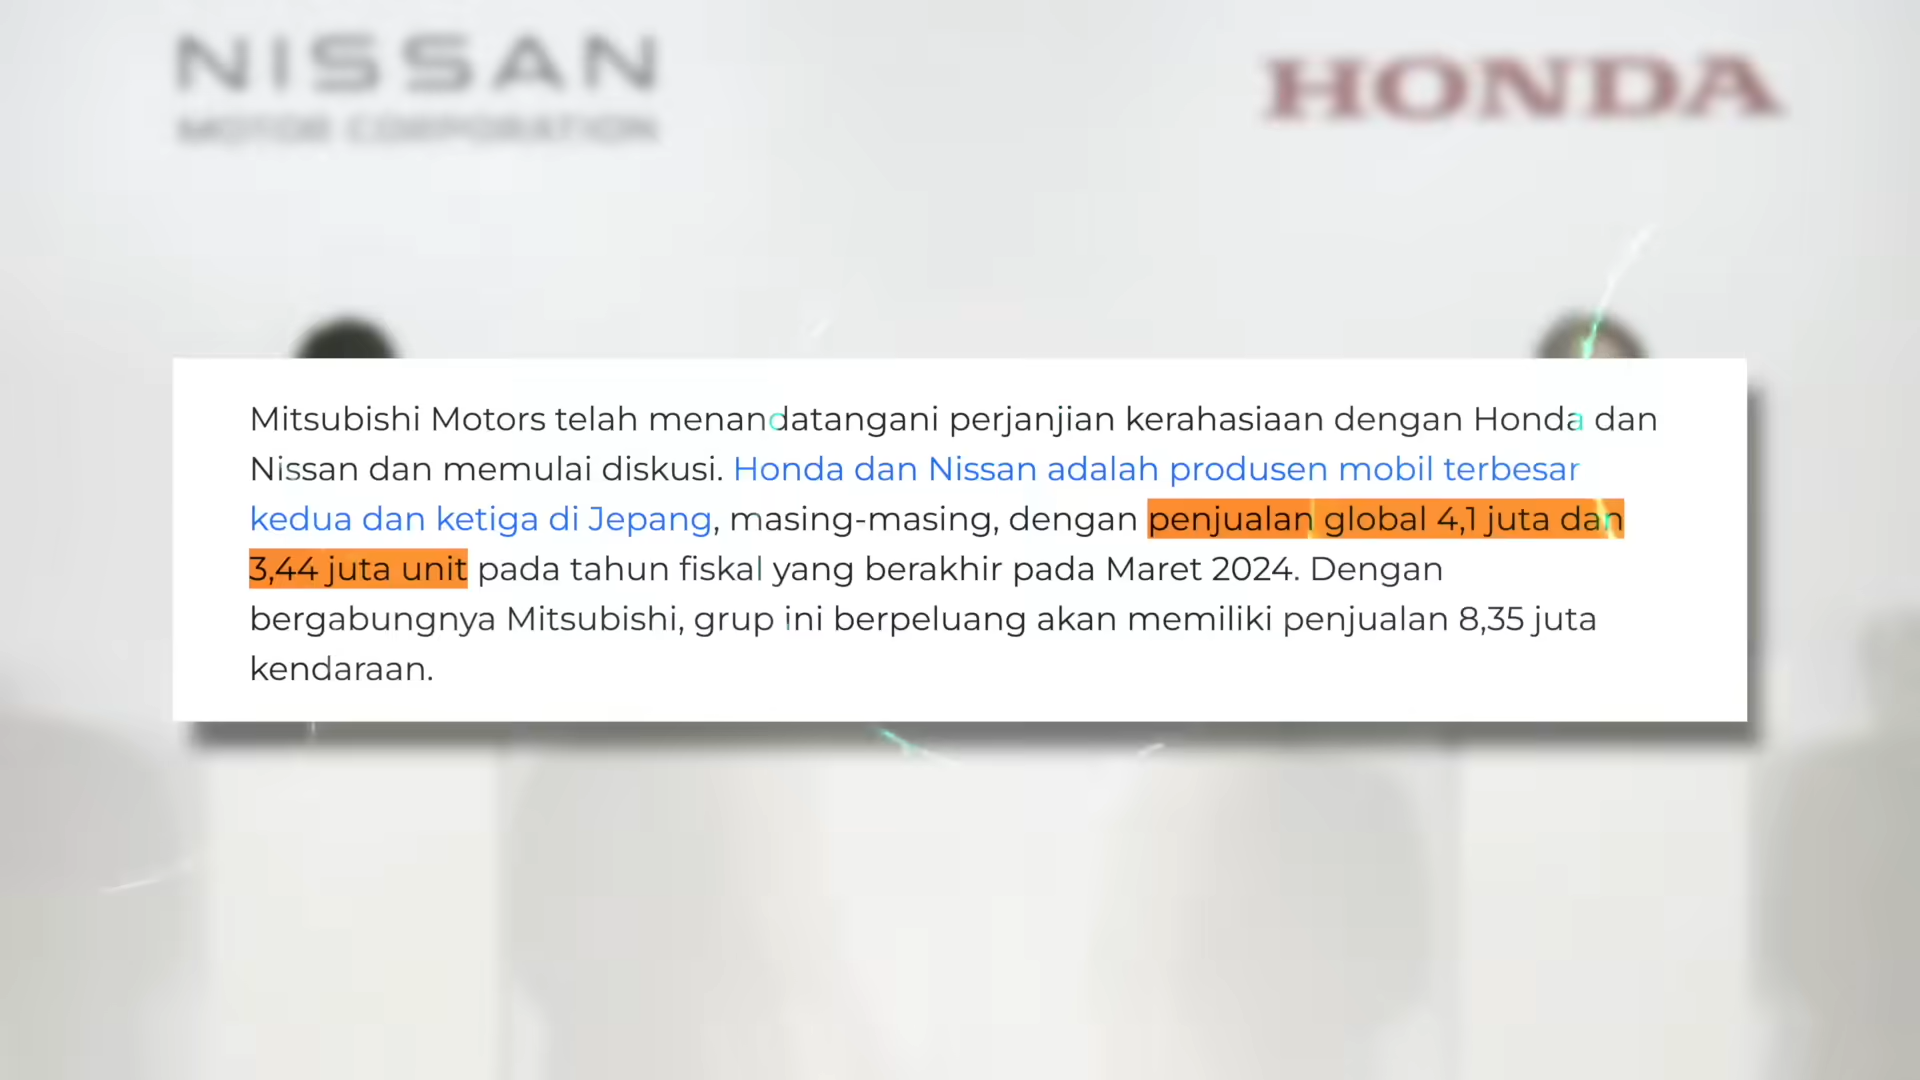 NISSAN
MOTOR CORPORATION
HONDA
Mitsubishi Motors telah menandatangani perjanjian kerahasiaan dengan Honda dan
Nissan dan memulai diskusi. Honda dan Nissan adalah produsen mobil terbesar
kedua dan ketiga di Jepang, masing-masing, dengan penjualan global 4,1 juta dan
3,44 juta unit pada tahun fiskal yang berakhir pada Maret 2024. Dengan
bergabungnya Mitsubishi, grup ini berpeluang akan memiliki penjualan 8,35 juta
kendaraan.